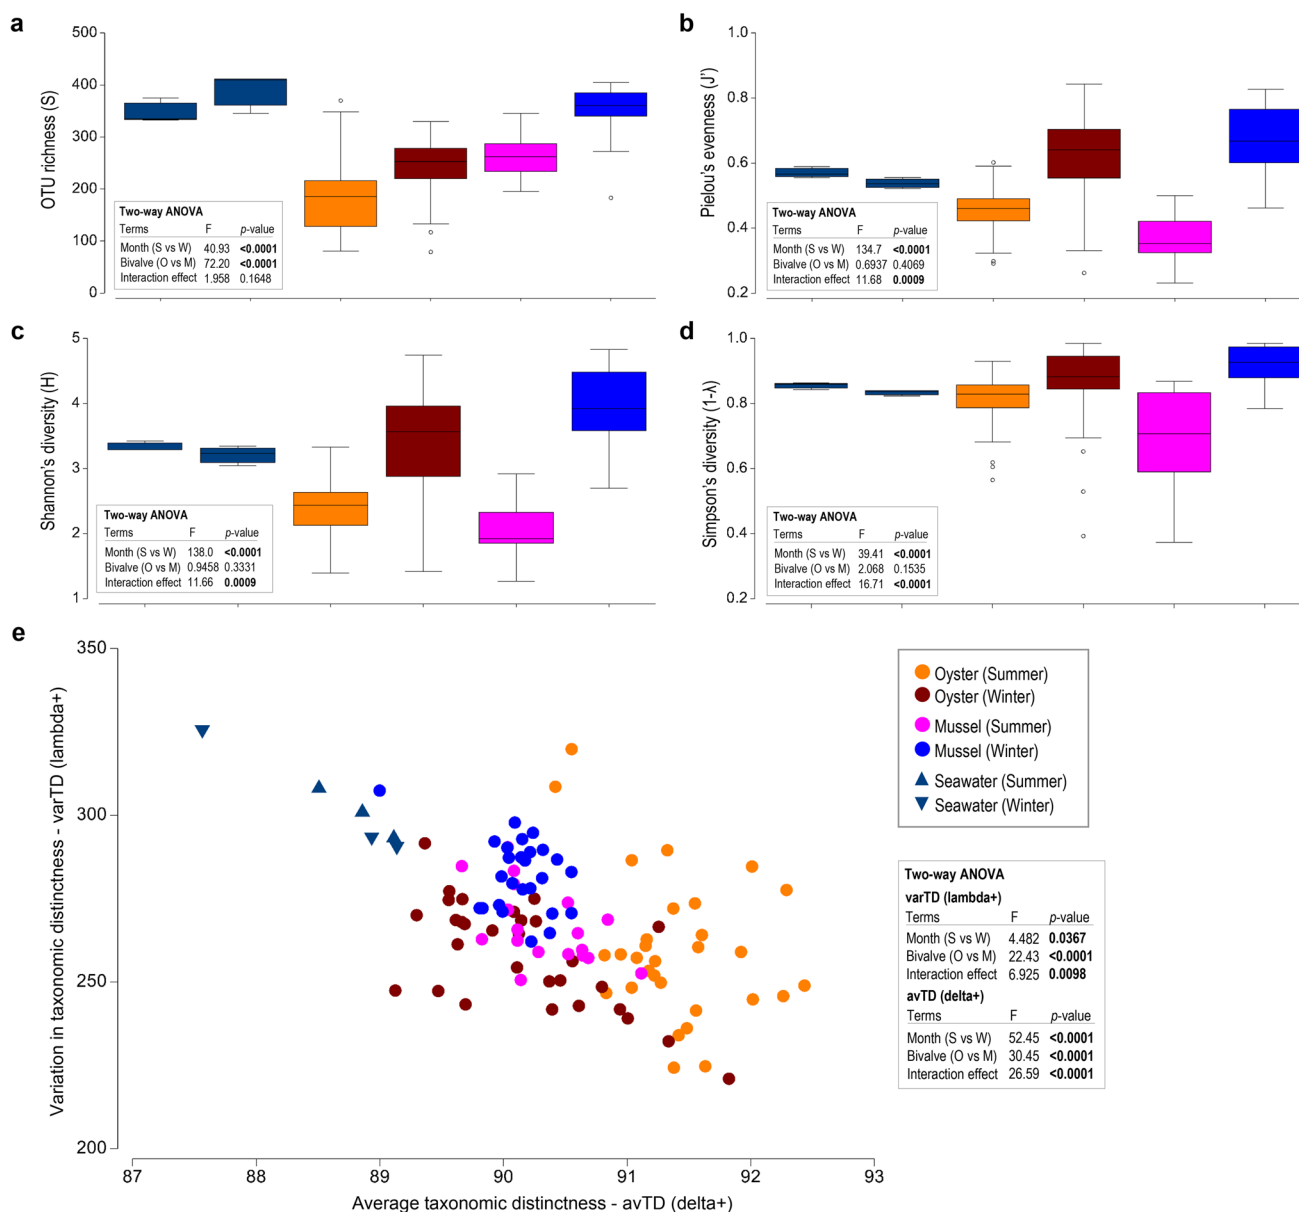 a
OTU richness (S)
500
400
300
200
100
0
Two-way ANOVA
Terms F p-value
Month (S vs W) 40.93 <0.0001
Bivalve (O vs M) 72.20 <0.0001
Interaction effect 1.958 0.1648
b
Pielou's evenness (J')
1.0
0.8
0.6
0.4
0.2
Two-way ANOVA
Terms F p-value
Month (S vs W) 134.7 <0.0001
Bivalve (O vs M) 0.6937 0.4069
Interaction effect 11.68 0.0009
c
Shannon's diversity (H)
5
4
3
2
1
Two-way ANOVA
Terms F p-value
Month (S vs W) 138.0 <0.0001
Bivalve (O vs M) 0.9458 0.3331
Interaction effect 11.66 0.0009
d
Simpson's diversity (1-λ)
1.0
0.8
0.6
0.4
0.2
Two-way ANOVA
Terms F p-value
Month (S vs W) 39.41 <0.0001
Bivalve (O vs M) 2.068 0.1535
Interaction effect 16.71 <0.0001
e
Variation in taxonomic distinctness - varTD (lambda+)
350
300
250
200
87 88 89 90 91 92 93
Average taxonomic distinctness - avTD (delta+)
Oyster (Summer)
Oyster (Winter)
Mussel (Summer)
Mussel (Winter)
Seawater (Summer)
Seawater (Winter)
Two-way ANOVA
varTD (lambda+)
Terms F p-value
Month (S vs W) 4.482 0.0367
Bivalve (O vs M) 22.43 <0.0001
Interaction effect 6.925 0.0098
avTD (delta+)
Terms F p-value
Month (S vs W) 52.45 <0.0001
Bivalve (O vs M) 30.45 <0.0001
Interaction effect 26.59 <0.0001